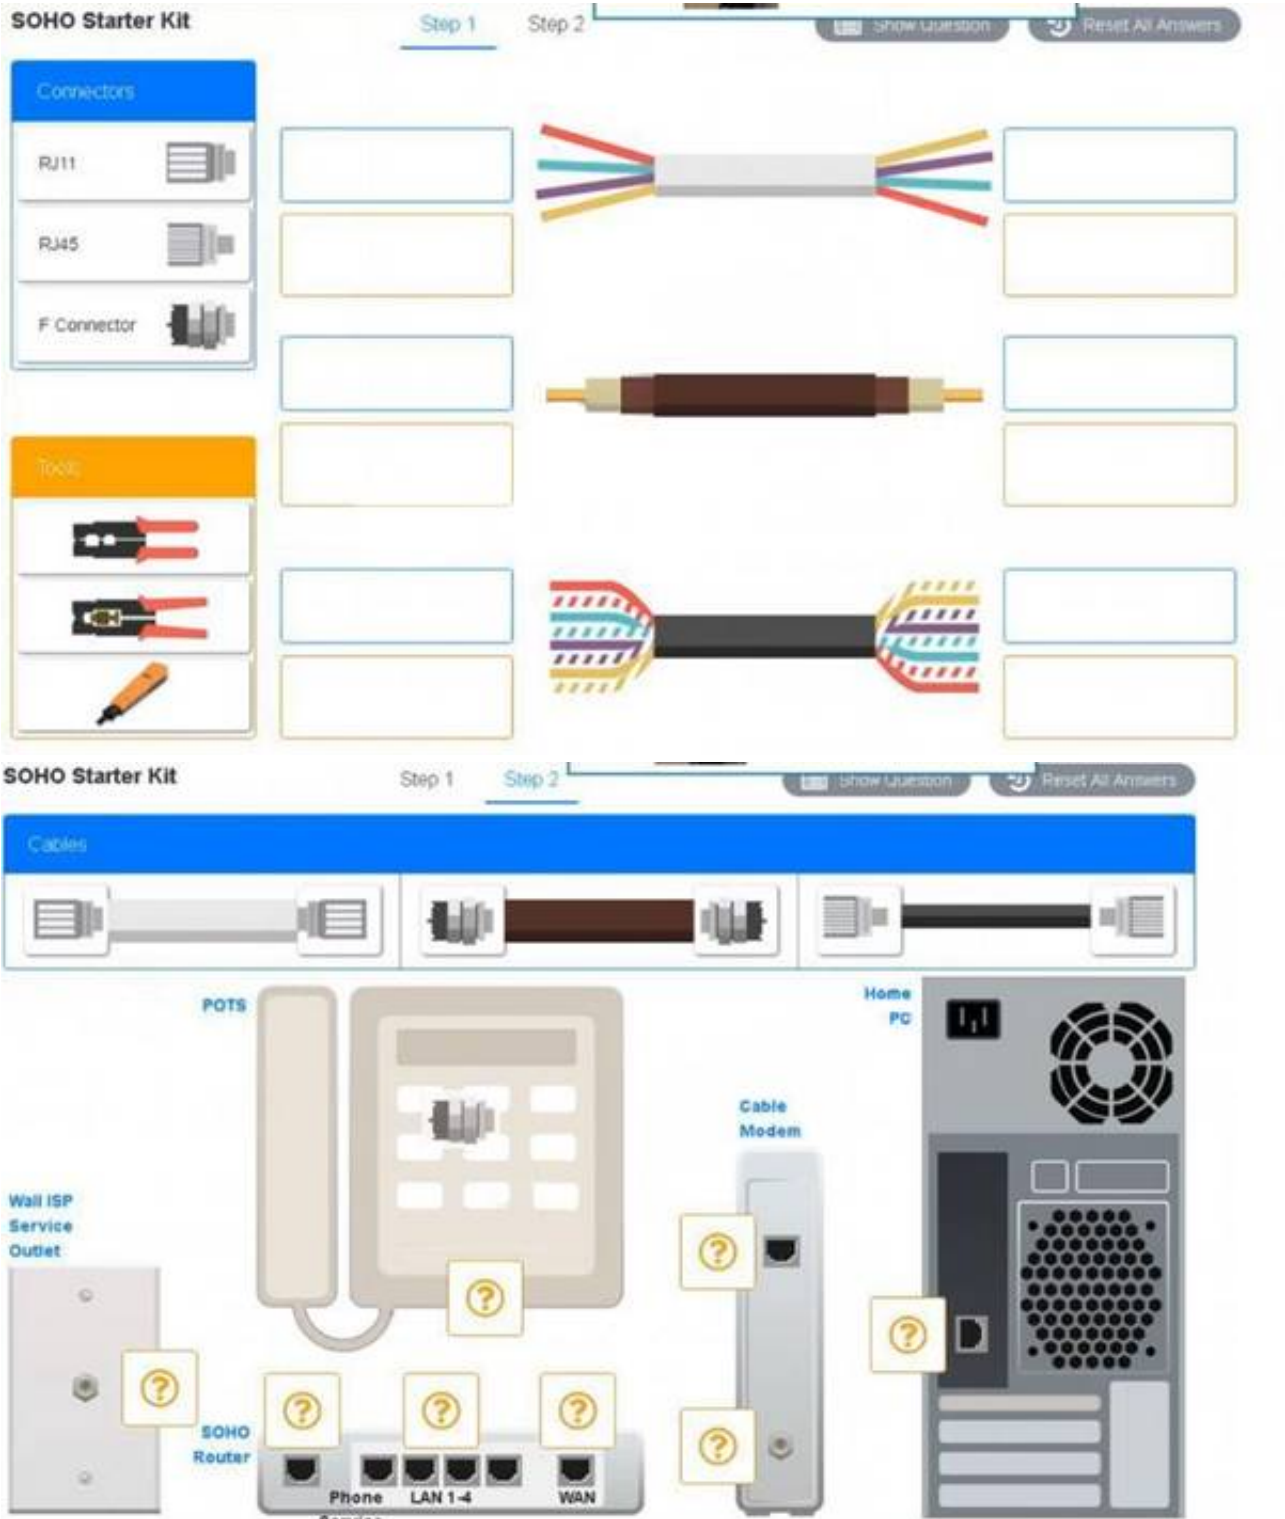 SOHO Starter Kit
Step 1
Step 2
Show Question
Reset All Answers
Connectors
RJ11
RJ45
F Connector
Tools
SOHO Starter Kit
Step 1
Step 2
Show Question
Reset All Answers
Cables
POTS
Home
PC
Cable
Modem
Wall ISP
Service
Outlet
?
?
?
?
?
?
?
?
SOHO
Router
Phone
LAN 1-4
WAN
Service